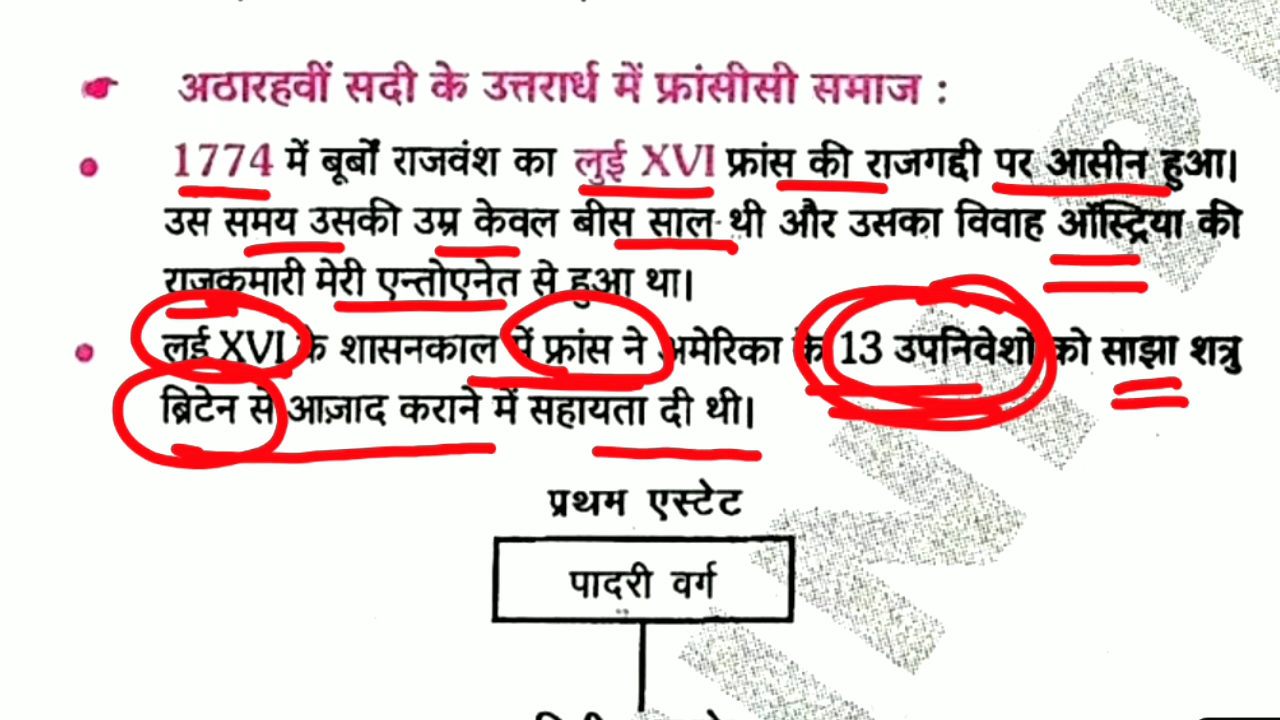 अठारहवीं सदी के उत्तरार्ध में फ्रांसीसी समाज :
1774 में बूर्बों राजवंश का लुई XVI फ्रांस की राजगद्दी पर आसीन हुआ।
उस समय उसकी उम्र केवल बीस साल थी और उसका विवाह ऑस्ट्रिया की
राजकुमारी मेरी एन्तोएनेत से हुआ था।
लुई XVI के शासनकाल में फ्रांस ने अमेरिका के 13 उपनिवेशों को साझा शत्रु
ब्रिटेन से आज़ाद कराने में सहायता दी थी।
प्रथम एस्टेट
पादरी वर्ग